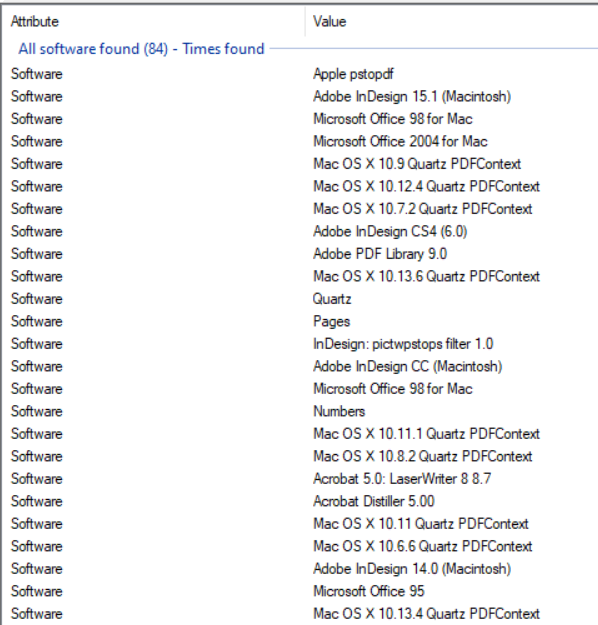 Attribute Value
All software found (84) - Times found
Software Apple pstopdf
Software Adobe InDesign 15.1 (Macintosh)
Software Microsoft Office 98 for Mac
Software Microsoft Office 2004 for Mac
Software Mac OS X 10.9 Quartz PDFContext
Software Mac OS X 10.12.4 Quartz PDFContext
Software Mac OS X 10.7.2 Quartz PDFContext
Software Adobe InDesign CS4 (6.0)
Software Adobe PDF Library 9.0
Software Mac OS X 10.13.6 Quartz PDFContext
Software Quartz
Software Pages
Software InDesign: pictwpstops filter 1.0
Software Adobe InDesign CC (Macintosh)
Software Microsoft Office 98 for Mac
Software Numbers
Software Mac OS X 10.11.1 Quartz PDFContext
Software Mac OS X 10.8.2 Quartz PDFContext
Software Acrobat 5.0: LaserWriter 8 8.7
Software Acrobat Distiller 5.00
Software Mac OS X 10.11 Quartz PDFContext
Software Mac OS X 10.6.6 Quartz PDFContext
Software Adobe InDesign 14.0 (Macintosh)
Software Microsoft Office 95
Software Mac OS X 10.13.4 Quartz PDFContext